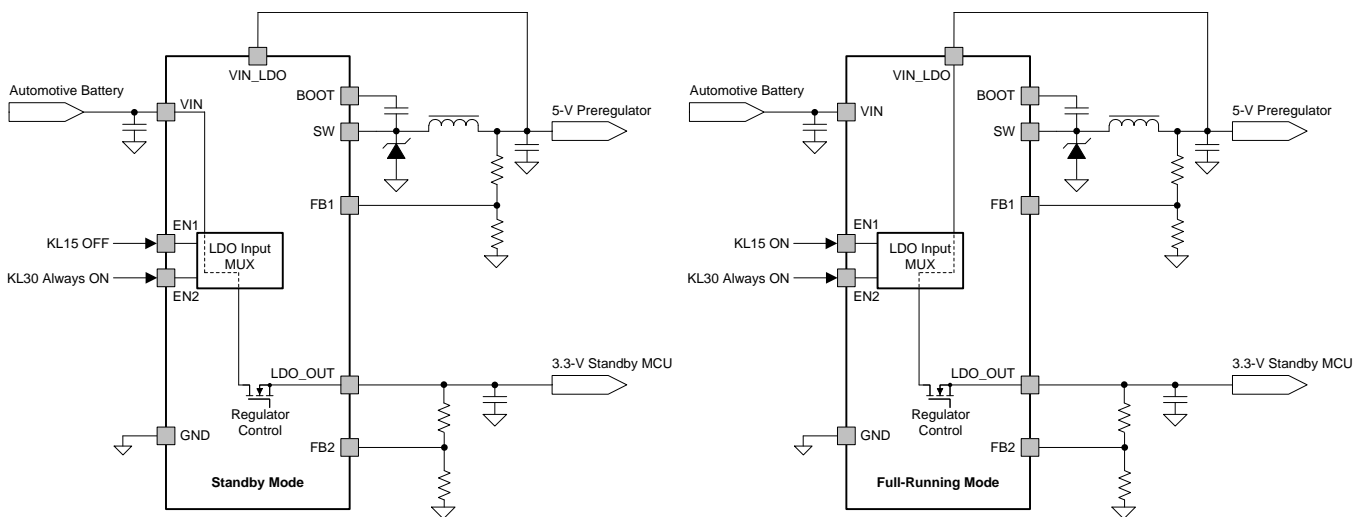 VIN_LDO
Automotive Battery
VIN
BOOT
5-V Preregulator
SW
FB1
EN1
KL15 OFF
LDO Input
MUX
KL30 Always ON
EN2
3.3-V Standby MCU
LDO_OUT
Regulator
Control
GND
FB2
Standby Mode
VIN_LDO
Automotive Battery
VIN
BOOT
5-V Preregulator
SW
FB1
EN1
KL15 ON
LDO Input
MUX
KL30 Always ON
EN2
3.3-V Standby MCU
LDO_OUT
Regulator
Control
GND
FB2
Full-Running Mode